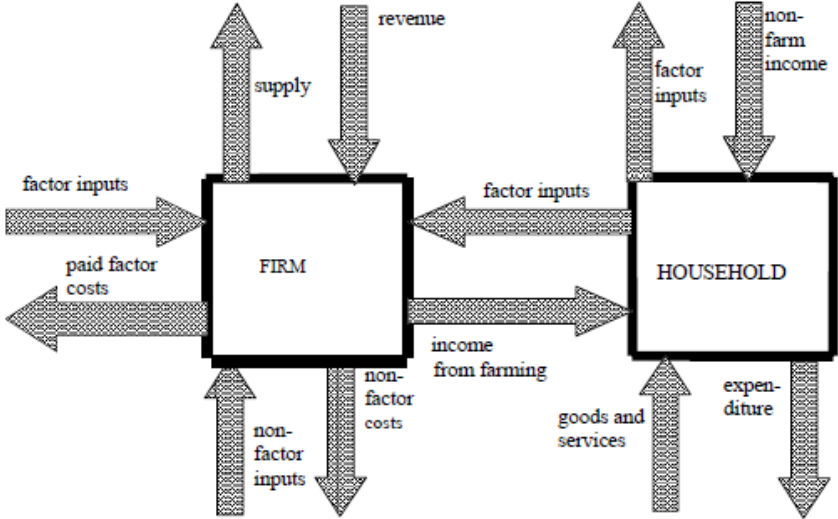 revenue
supply
non-
farm
income
factor
inputs
factor inputs
factor inputs
paid factor
costs
FIRM
HOUSEHOLD
income
from farming
non-
factor
costs
non-
factor
inputs
goods and
services
expen-
diture